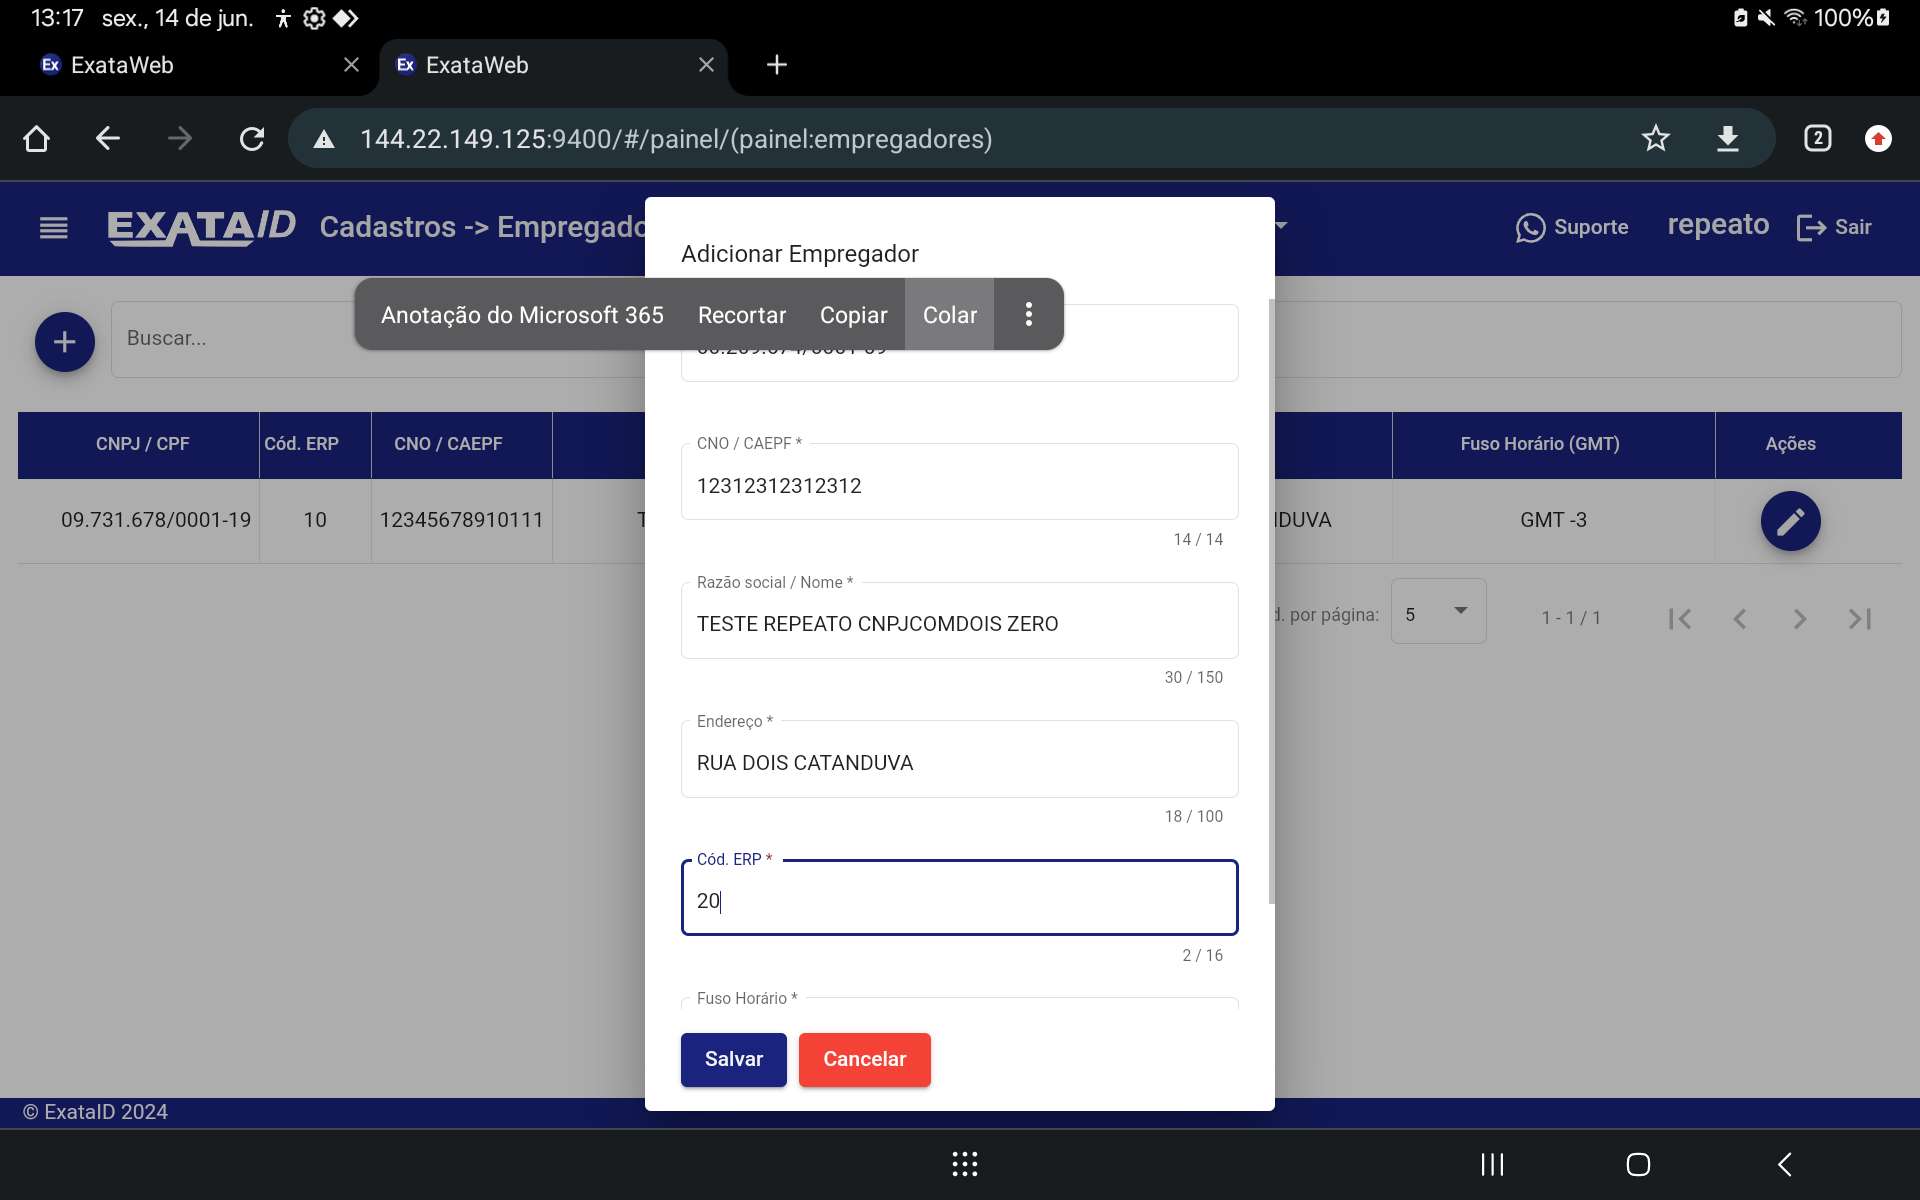 13:17 sex., 14 de jun. 100%
Ex ExataWeb
Ex ExataWeb
144.22.149.125:9400/#/painel/(painel:empregadores)
2
EXATAID Cadastros -> Empregado
Suporte repeato Sair
Adicionar Empregador
Anotação do Microsoft 365 Recortar Copiar Colar
Buscar...
CNPJ / CPF Cód. ERP CNO / CAEPF Fuso Horário (GMT) Ações
09.731.678/0001-19 10 12345678910111 T DUVA GMT -3
d. por página: 5 1 - 1 / 1
CNO / CAEPF *
12312312312312
14 / 14
Razão social / Nome *
TESTE REPEATO CNPJCOMDOIS ZERO
30 / 150
Endereço *
RUA DOIS CATANDUVA
18 / 100
Cód. ERP *
20
2 / 16
Fuso Horário *
Salvar Cancelar
© ExataID 2024